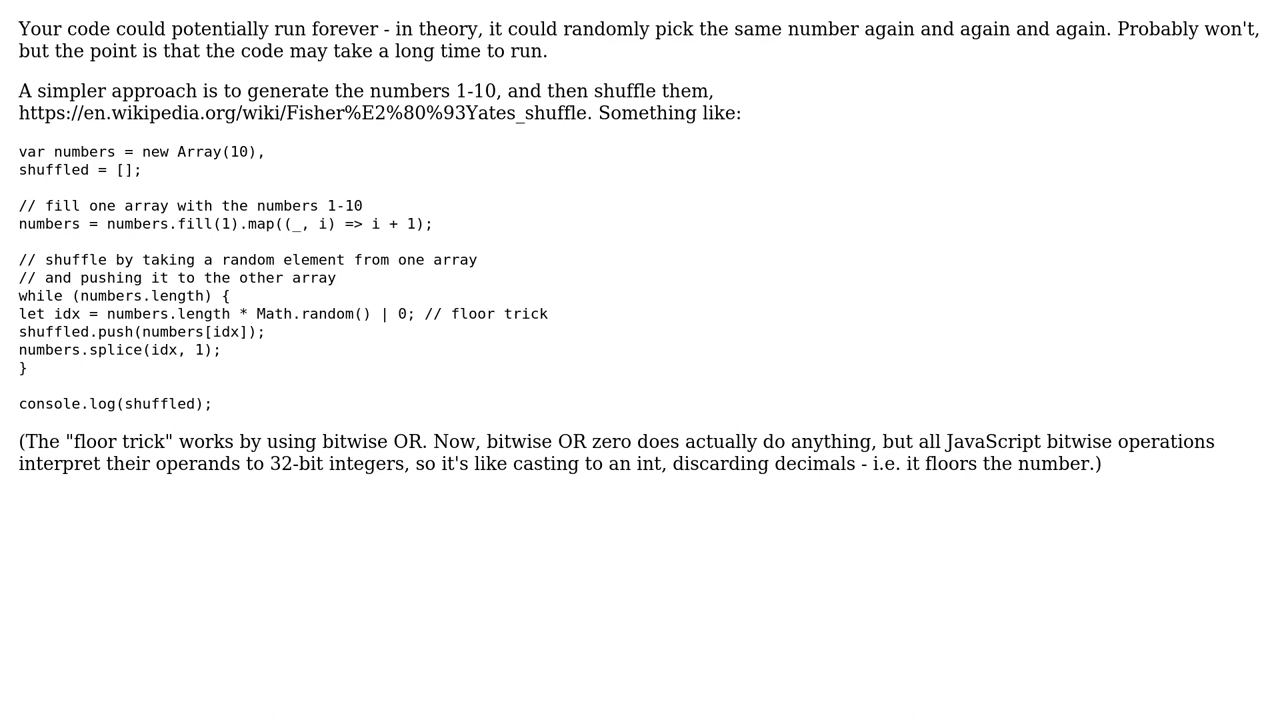 Your code could potentially run forever - in theory, it could randomly pick the same number again and again and again. Probably won't,
but the point is that the code may take a long time to run.
A simpler approach is to generate the numbers 1-10, and then shuffle them,
https://en.wikipedia.org/wiki/Fisher%E2%80%93Yates_shuffle. Something like:
var numbers = new Array(10),
shuffled = [];
// fill one array with the numbers 1-10
numbers = numbers.fill(1).map((_, i) => i + 1);
// shuffle by taking a random element from one array
// and pushing it to the other array
while (numbers.length) {
let idx = numbers.length * Math.random() | 0; // floor trick
shuffled.push(numbers[idx]);
numbers.splice(idx, 1);
}
console.log(shuffled);
(The "floor trick" works by using bitwise OR. Now, bitwise OR zero does actually do anything, but all JavaScript bitwise operations
interpret their operands to 32-bit integers, so it's like casting to an int, discarding decimals - i.e. it floors the number.)